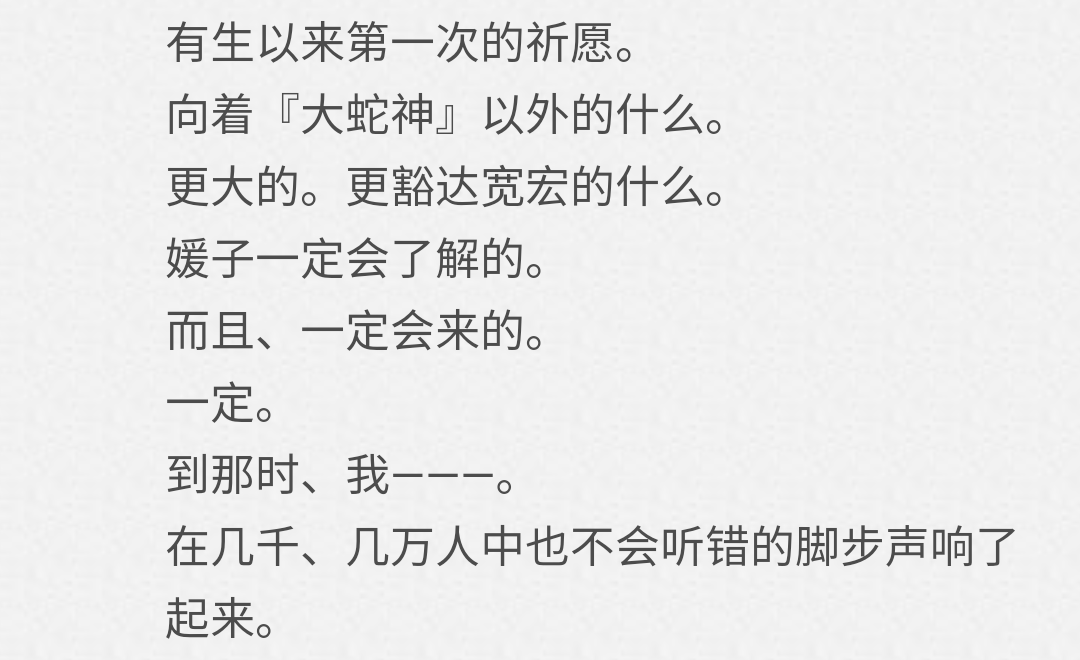 有生以来第一次的祈愿。
向着『大蛇神』以外的什么。
更大的。更豁达宽宏的什么。
媛子一定会了解的。
而且、一定会来的。
一定。
到那时、我———。
在几千、几万人中也不会听错的脚步声响了
起来。